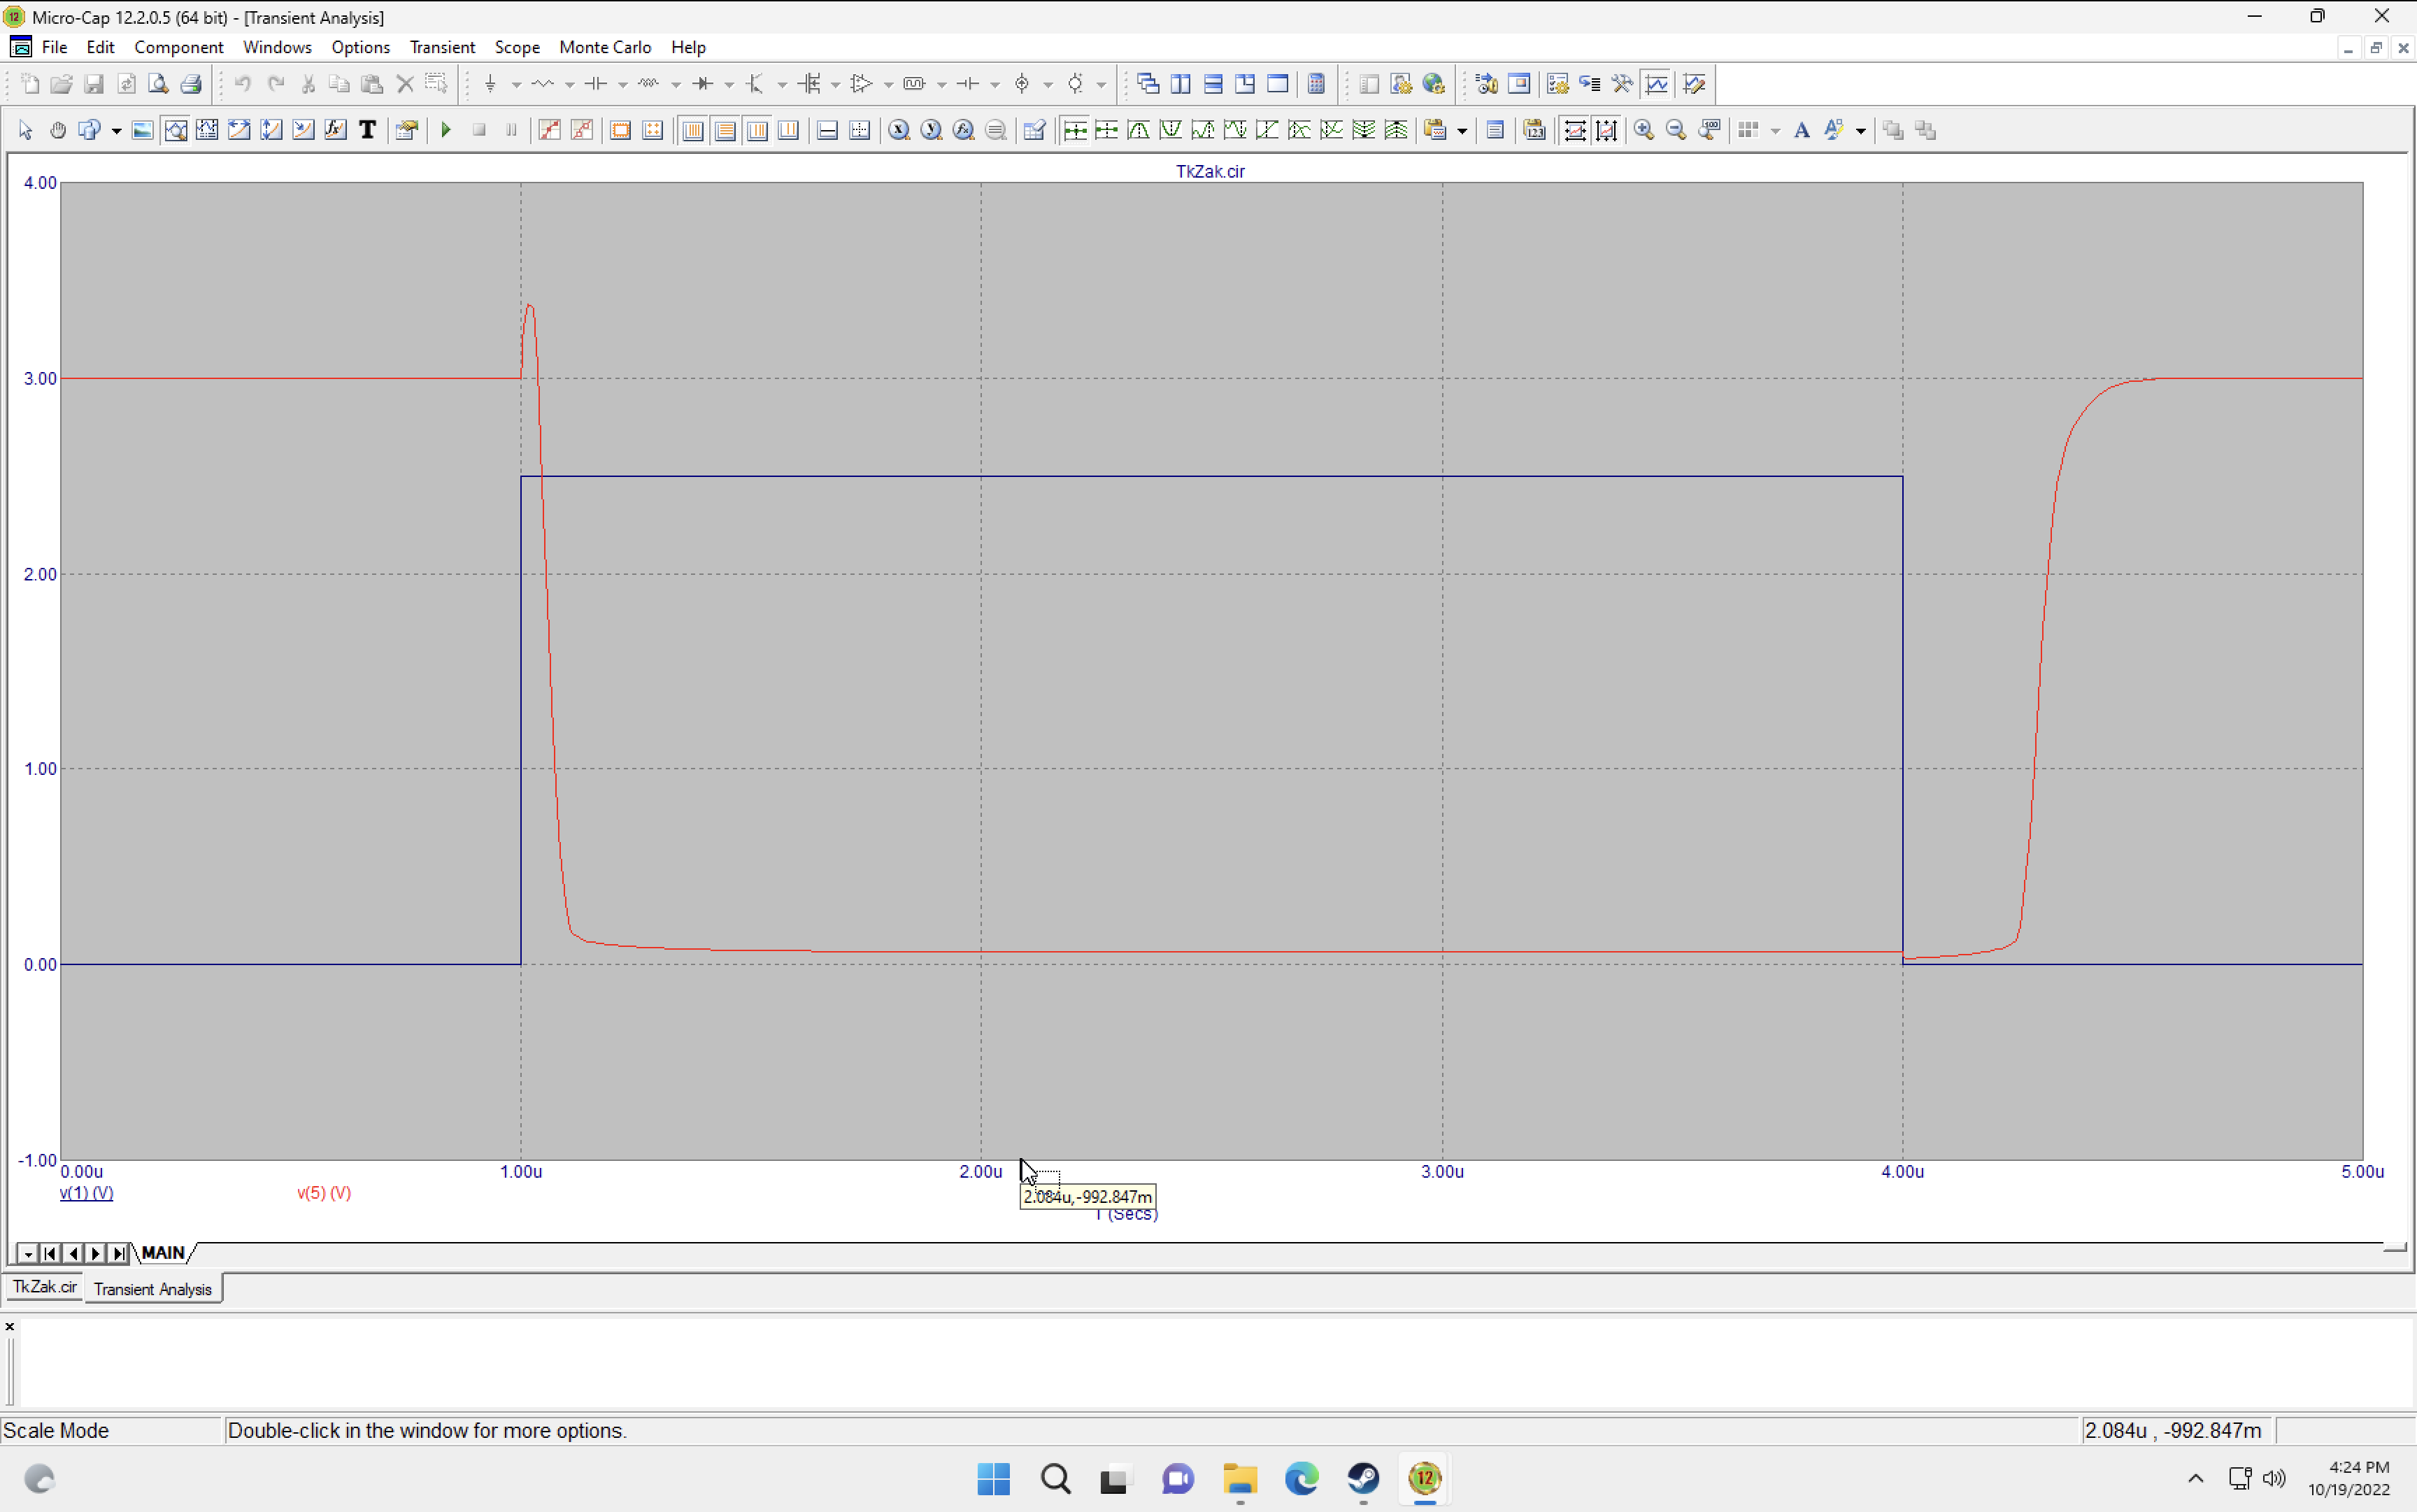 Micro-Cap 12.2.0.5 (64 bit) - [Transient Analysis]
File Edit Component Windows Options Transient Scope Monte Carlo Help
TkZak.cir
4.00
3.00
2.00
1.00
0.00
-1.00
0.00u 1.00u 2.00u 3.00u 4.00u 5.00u
v(1) (V) v(5) (V)
2.084u,-992.847m
T (Secs)
MAIN
TkZak.cir Transient Analysis
Scale Mode Double-click in the window for more options. 2.084u , -992.847m
4:24 PM
10/19/2022